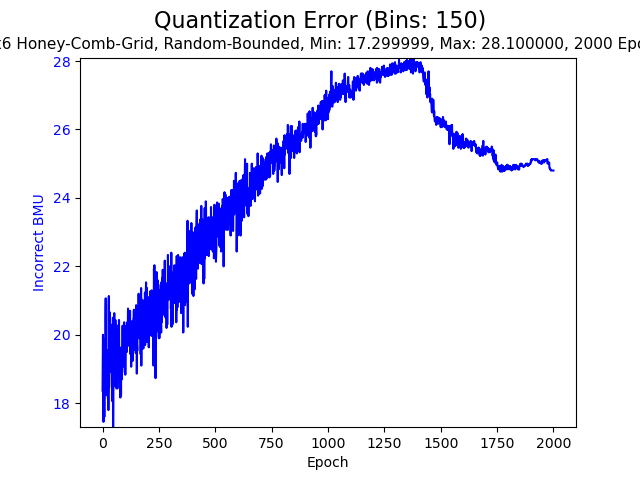 Quantization Error (Bins: 150)
x6 Honey-Comb-Grid, Random-Bounded, Min: 17.299999, Max: 28.100000, 2000 Epo
28
26
24
22
20
18
Incorrect BMU
0 250 500 750 1000 1250 1500 1750 2000
Epoch